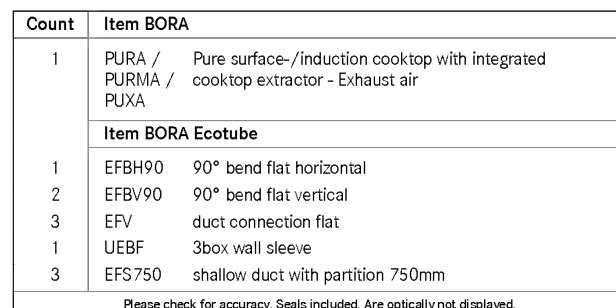 Count Item BORA
1 PURA / Pure surface-/induction cooktop with integrated
PURMA / cooktop extractor - Exhaust air
PUXA
Item BORA Ecotube
1 EFBH90 90° bend flat horizontal
2 EFBV90 90° bend flat vertical
3 EFV duct connection flat
1 UEBF 3box wall sleeve
3 EFS750 shallow duct with partition 750mm
Please check for accuracy. Seals included. Are optically not displayed.